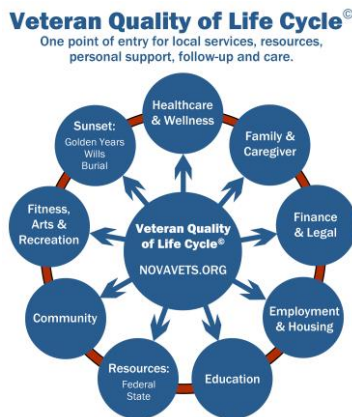 Veteran Quality of Life Cycle©
One point of entry for local services, resources,
personal support, follow-up and care.
Healthcare
& Wellness
Family &
Caregiver
Finance
& Legal
Employment
& Housing
Education
Resources:
Federal
State
Community
Fitness,
Arts &
Recreation
Sunset:
Golden Years
Wills
Burial
Veteran Quality
of Life Cycle©
NOVAVETS.ORG